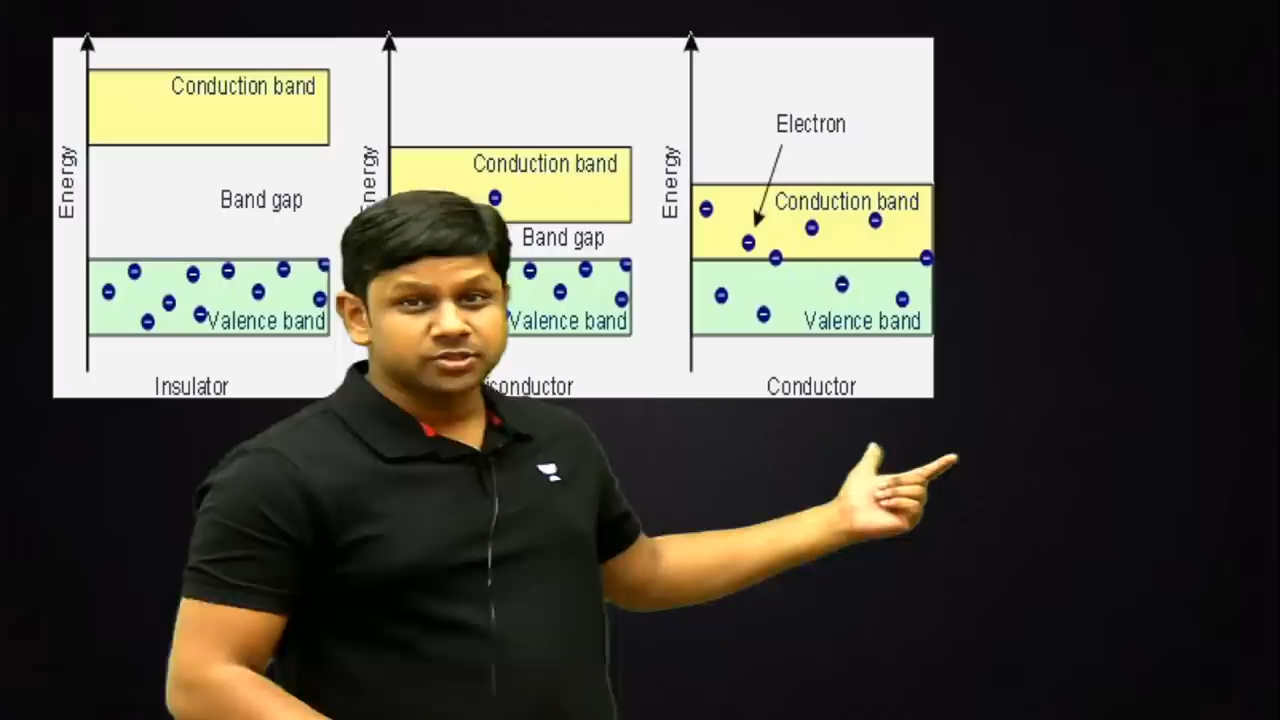 Conduction band
Energy
Band gap
Valence band
Insulator
Conduction band
Energy
Band gap
Valence band
iconductor
Electron
Energy
Conduction band
Valence band
Conductor